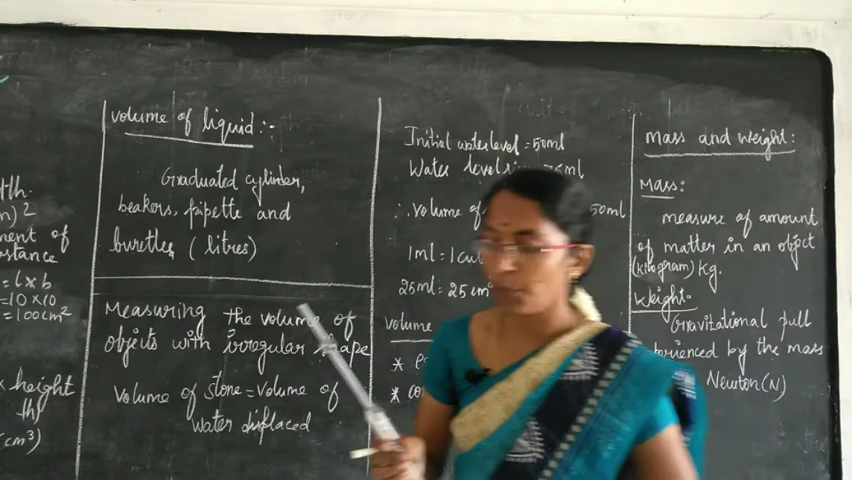 th.
)²
ment of
stance
= l x b
= 10 x 10
= 100cm²
x height
th
(cm³)
Volume of liquid :-
Graduated cylinder,
beakers, pipette and
burettes, (litres)
Measuring the volume of
objects with irregular shape
Volume of stone = volume of
water displaced
Initial water level = 50ml
Water level
∴ Volume of 50ml
1ml = 1cu
25ml = 25cm³
Volume
*
*
Mass and weight:
Mass:
measure of amount
of matter in an object
(kilogram) kg.
Weight:
Gravitational pull
by the mass
Newton (N)